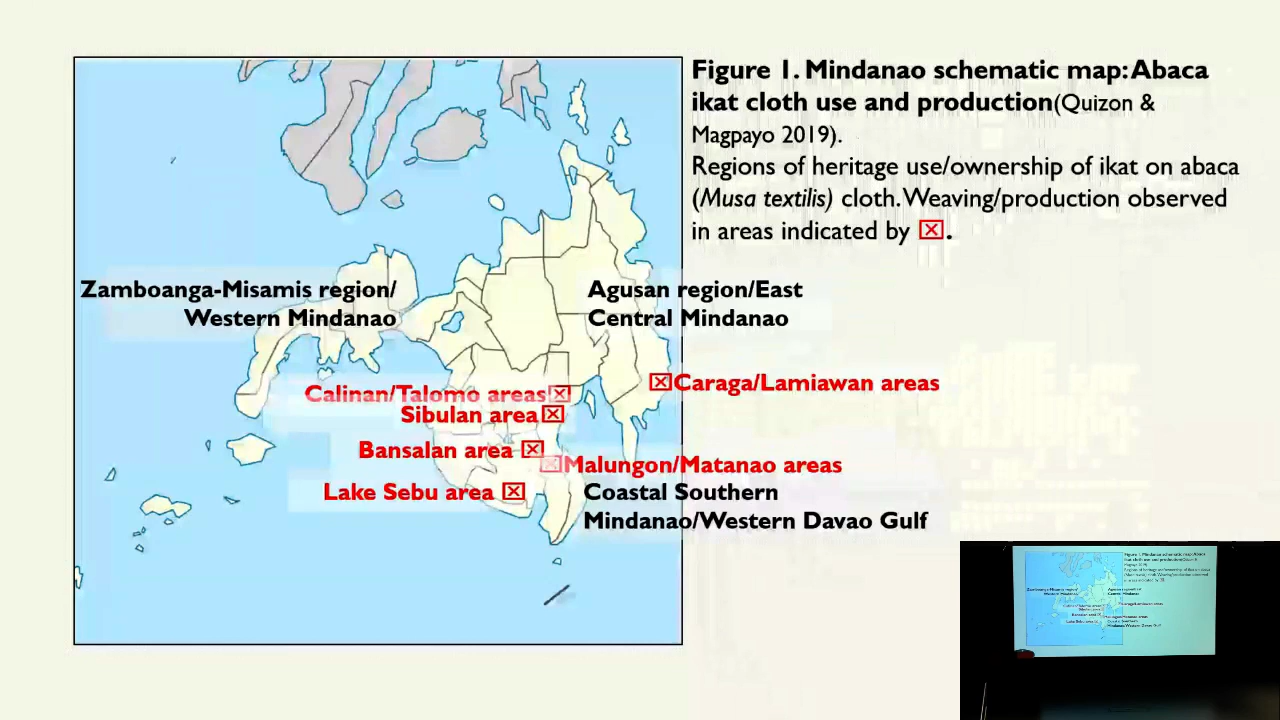 Figure 1. Mindanao schematic map: Abaca
ikat cloth use and production(Quizon &
Magpayo 2019).
Regions of heritage use/ownership of ikat on abaca
(Musa textilis) cloth. Weaving/production observed
in areas indicated by ☒.
Zamboanga-Misamis region/
Western Mindanao
Agusan region/East
Central Mindanao
Calinan/Talomo areas☒
☒Caraga/Lamiawan areas
Sibulan area☒
Bansalan area ☒
☒Malungon/Matanao areas
Lake Sebu area ☒
Coastal Southern
Mindanao/Western Davao Gulf